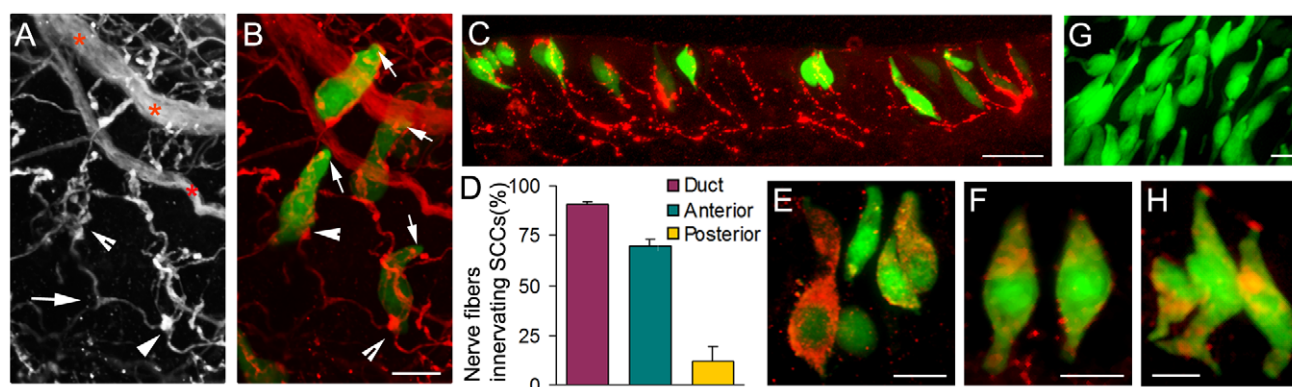 A
B
C
G
D
100
75
50
25
0
Nerve fibers
innervating SCCs(%)
Duct
Anterior
Posterior
E
F
H